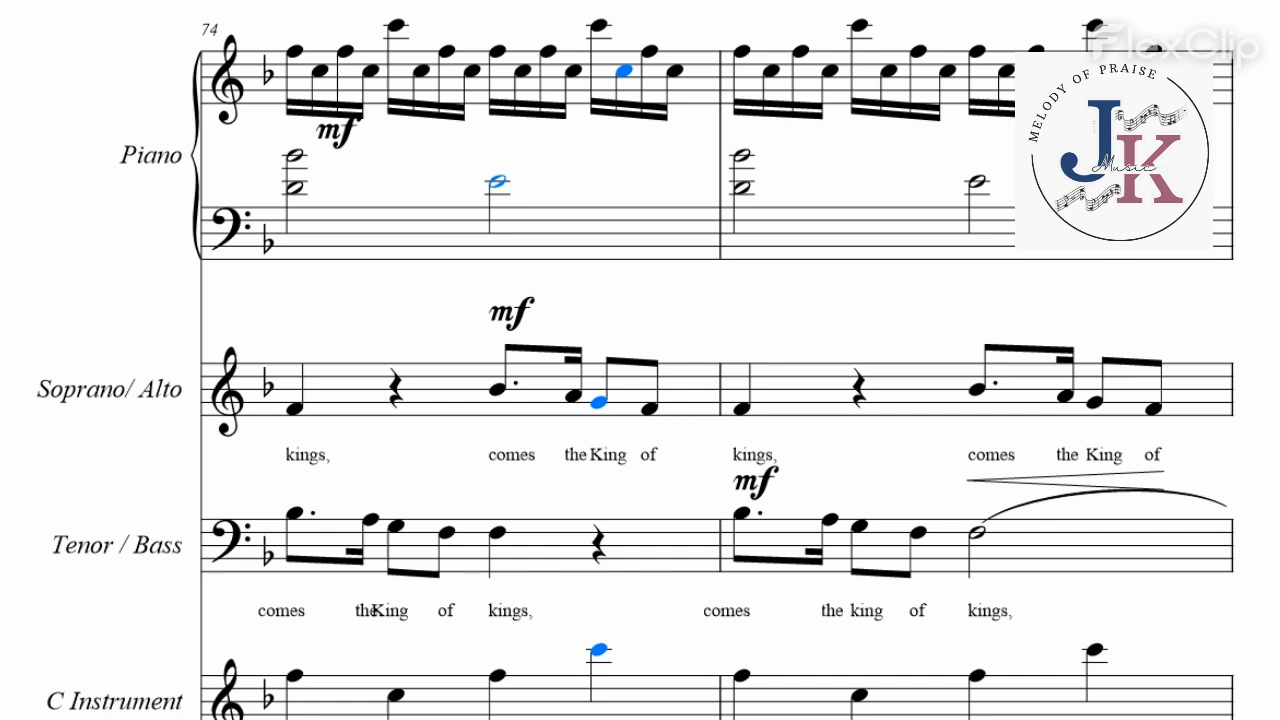 74
FlexClip
MELODY OF PRAISE
JK
Music
mf
Piano
mf
Soprano/ Alto
kings, comes the King of kings, comes the King of
mf
Tenor / Bass
comes the King of kings, comes the king of kings,
C Instrument